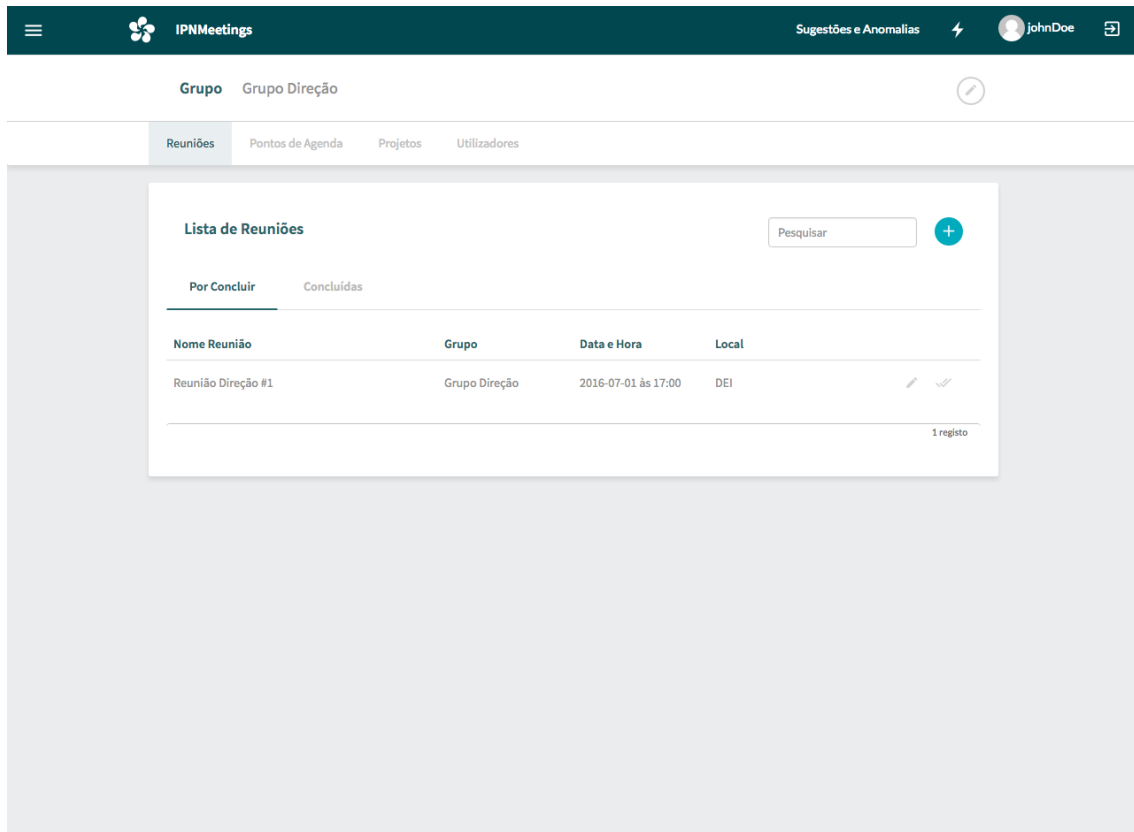 IPNMeetings Sugestões e Anomalias johnDoe
Grupo Grupo Direção
Reuniões Pontos de Agenda Projetos Utilizadores
Lista de Reuniões Pesquisar
Por Concluir Concluídas
Nome Reunião Grupo Data e Hora Local
Reunião Direção #1 Grupo Direção 2016-07-01 às 17:00 DEI
1 registo